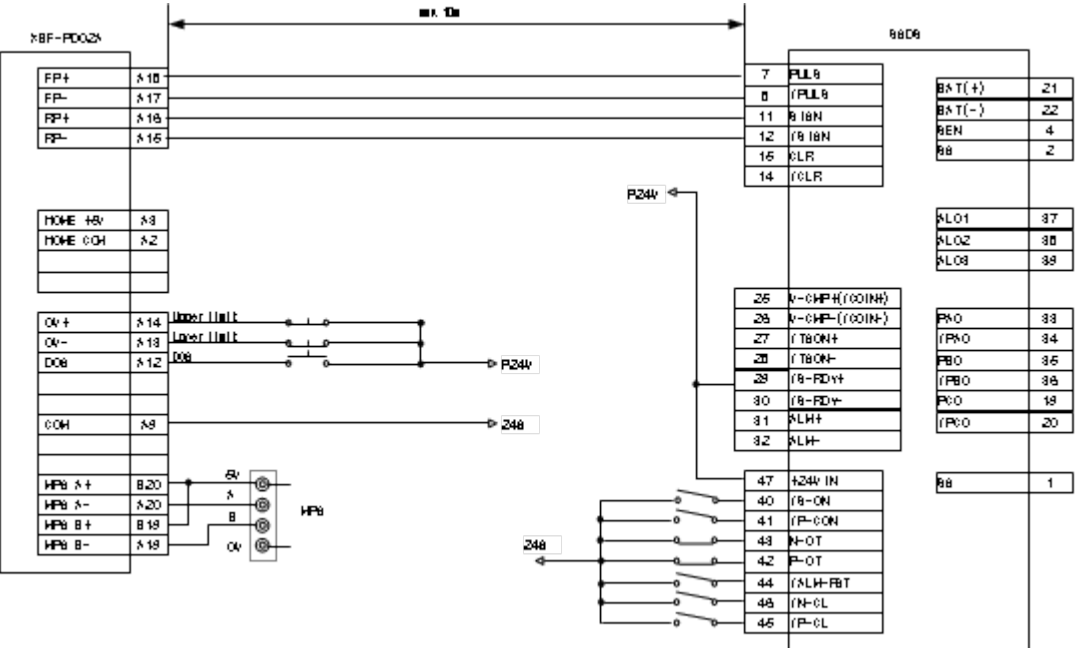 max. 10m
XBF-PD02A
SGDS
FP+ A18
FP- A17
RP+ A16
RP- A15
7 PULS
8 /PULS
11 SIGN
12 /SIGN
15 CLR
14 /CLR
BAT(+) 21
BAT(-) 22
SEN 4
SG 2
P24V
HOME +5V A3
HOME COM A2
ALO1 37
ALO2 38
ALO3 39
25 V-CMP+(/COIN+)
26 V-CMP-(/COIN-)
27 /TGON+
28 /TGON-
29 /S-RDY+
30 /S-RDY-
31 ALM+
32 ALM-
OV+ A14 Upper limit
OV- A13 Lower limit
DOG A12 DOG
P24V
PAO 33
/PAO 34
PBO 35
/PBO 36
PCO 19
/PCO 20
COM A9
24G
MPG A+ B20
MPG A- A20
MPG B+ B19
MPG B- A19
5V
A
B
0V
MPG
47 +24V IN
40 /S-ON
41 /P-CON
43 N-OT
42 P-OT
44 /ALM-RST
46 /N-CL
45 /P-CL
24G
SG 1